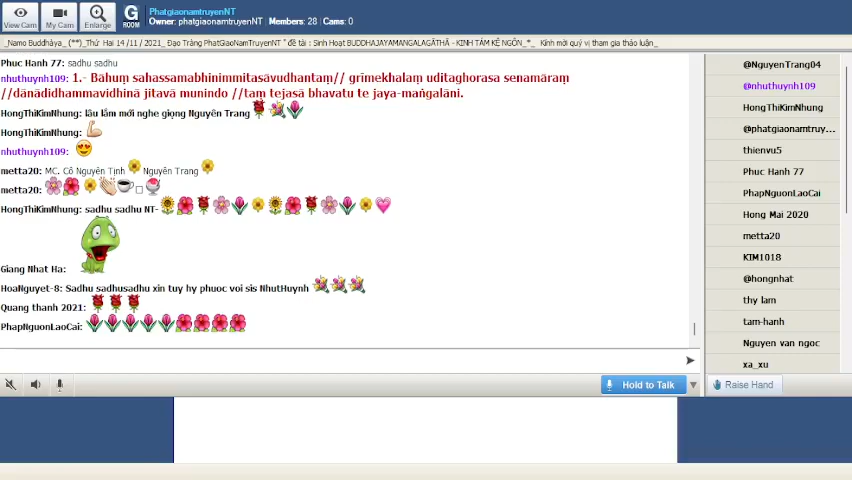 PhatgiaonamtruyenNT
Owner: phatgiaonamtruyenNT | Members: 28 | Cams: 0
View Cam
My Cam
Enlarge
G
ROOM
_Namo Buddhàya_ (**)_Thứ Hai 14 /11 / 2021_ Đạo Tràng PhatGiaoNamTruyenNT " đề tài : Sinh Hoạt BUDDHAJAYAMANGALAGĀTHĀ - KINH TÁM KỆ NGÔN_*_ Kính mời quý vị tham gia thảo luận_
Phuc Hanh 77: sadhu sadhu
nhuthuynh109: 1.- Bāhuṃ sahassamabhinimmitasāvudhantaṃ// grīmekhalaṃ uditaghorasa senamāraṃ
//dānādidhammavidhinā jitavā munindo //taṃ tejasā bhavatu te jaya-maṅgalāni.
HongThiKimNhung: lâu lắm mới nghe giọng Nguyên Trang
HongThiKimNhung:
nhuthuynh109:
metta20: MC. Cô Nguyên Tịnh Nguyên Trang
metta20:
HongThiKimNhung: sadhu sadhu NT-
Giang Nhat Ha:
HoaNguyet-8: Sadhu sadhusadhu xin tuy hy phuoc voi sis NhutHuynh
Quang thanh 2021:
PhapNguonLaoCai:
Hold to Talk
@NguyenTrang04
@nhuthuynh109
HongThiKimNhung
@phatgiaonamtruy...
thienvu5
Phuc Hanh 77
PhapNguonLaoCai
Hong Mai 2020
metta20
KIM1018
@hongnhat
thy lam
tam-hanh
Nguyen van ngoc
xa_xu
Raise Hand